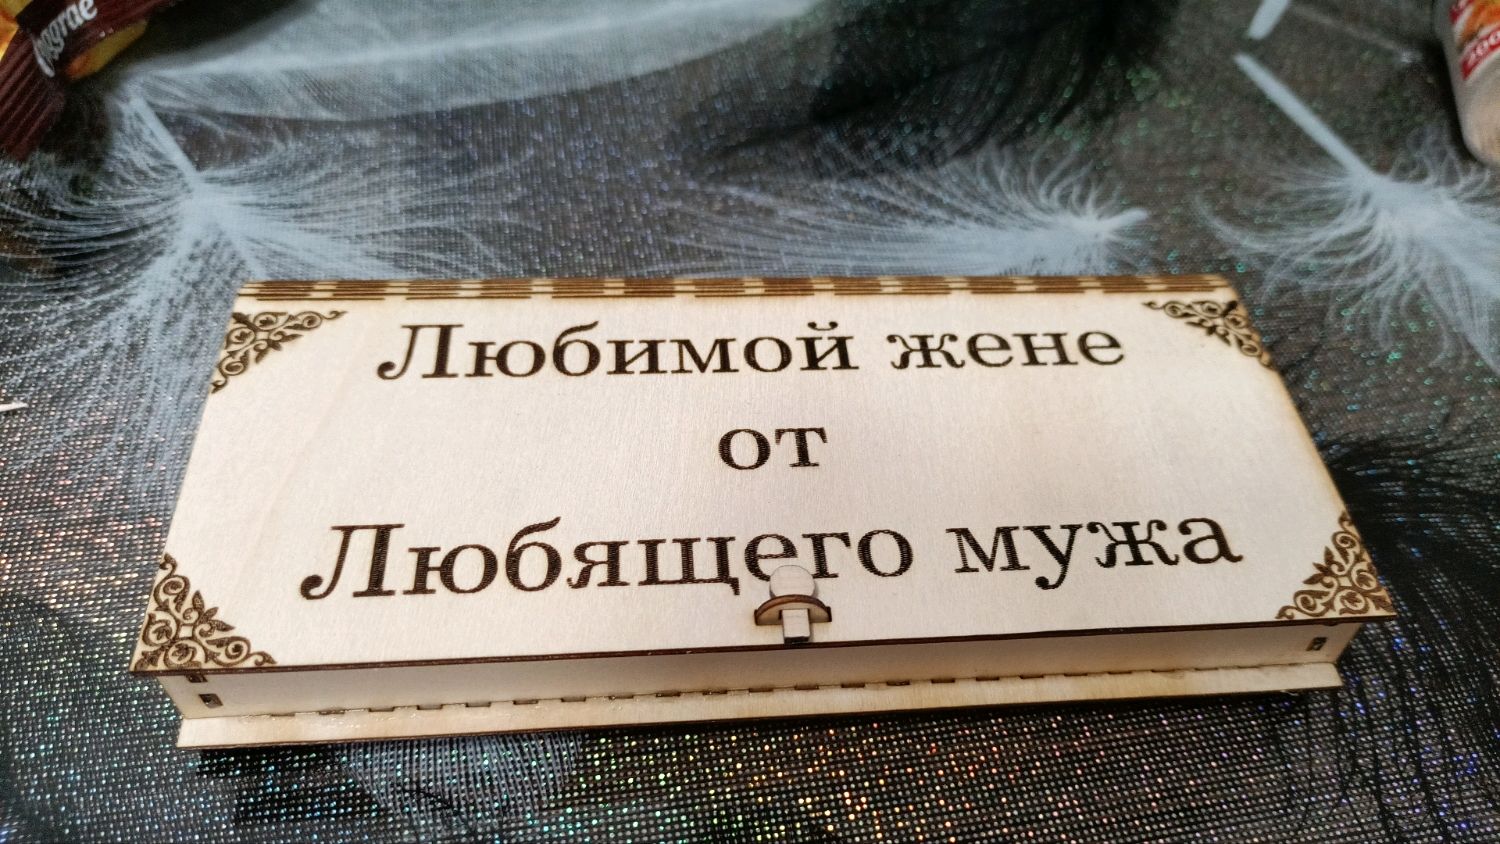 Любимой жене
от
Любящего мужа